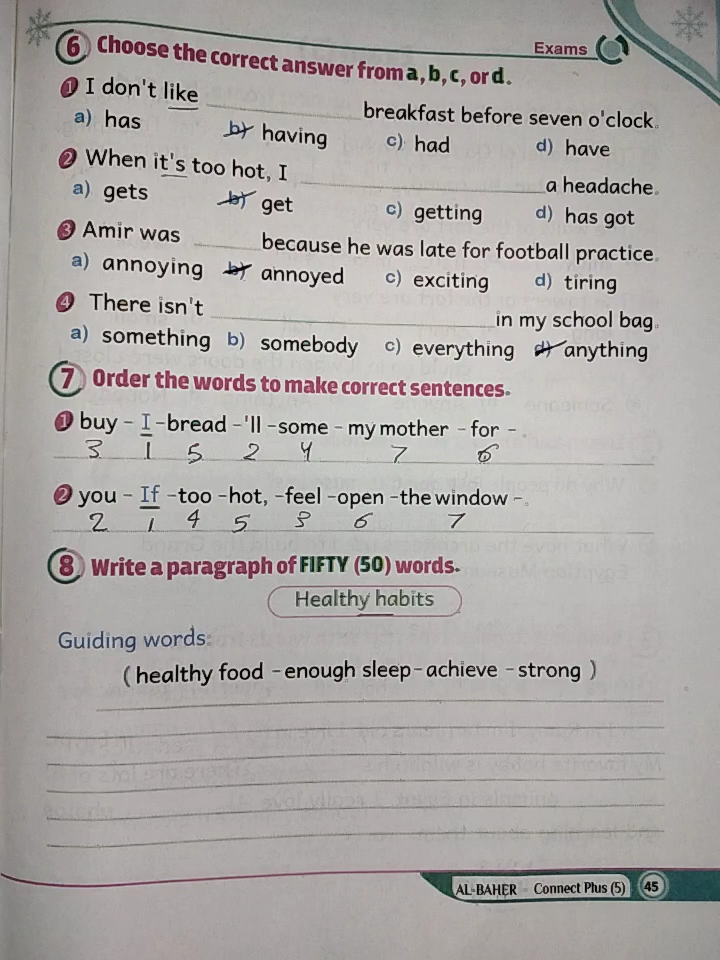 Exams
6 Choose the correct answer from a, b, c, or d.
1 I don't like ______ breakfast before seven o'clock.
a) has b) having c) had d) have
2 When it's too hot, I ______ a headache.
a) gets b) get c) getting d) has got
3 Amir was ______ because he was late for football practice.
a) annoying b) annoyed c) exciting d) tiring
4 There isn't ______ in my school bag.
a) something b) somebody c) everything d) anything
7 Order the words to make correct sentences.
1 buy - I - bread - 'll - some - my mother - for -
3 1 5 2 4 7 6
2 you - If - too - hot, - feel - open - the window -.
2 1 4 5 3 6 7
8 Write a paragraph of FIFTY (50) words.
Healthy habits
Guiding words:
( healthy food - enough sleep - achieve - strong )
AL-BAHER Connect Plus (5) 45